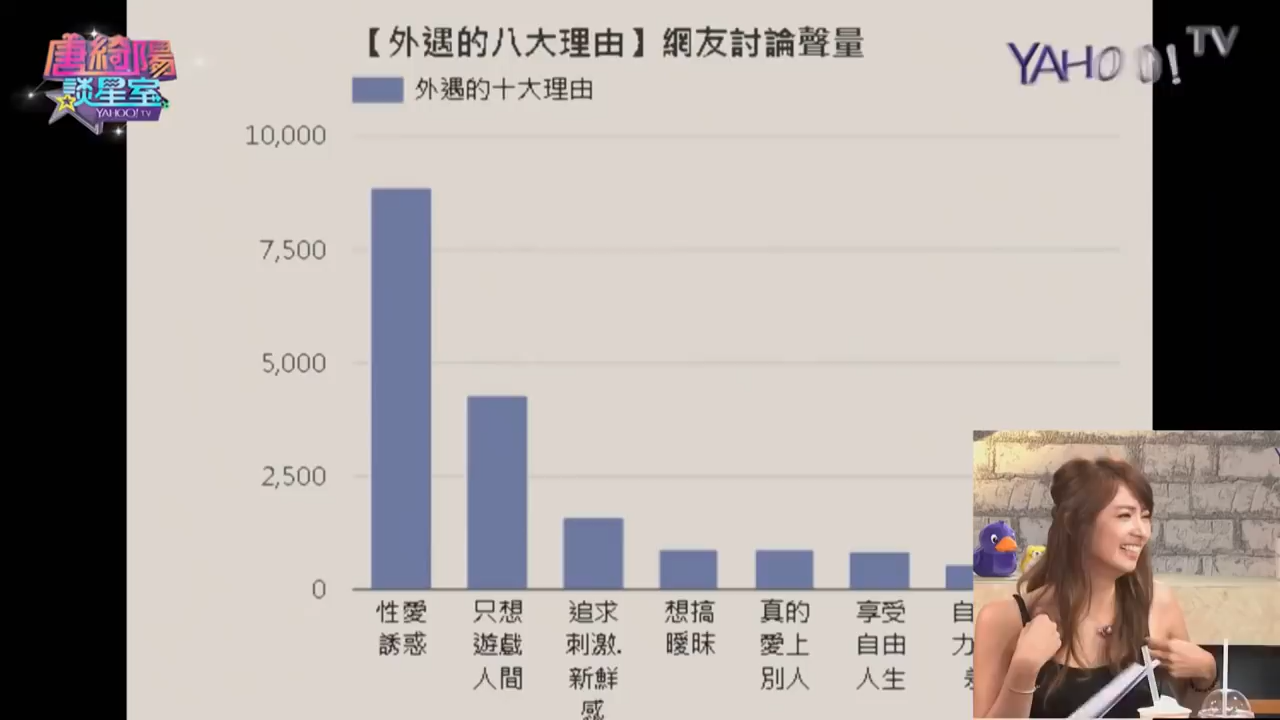 唐綺陽
談星室
YAHOO! TV
YAHOO! TV
【外遇的八大理由】網友討論聲量
外遇的十大理由
10,000
7,500
5,000
2,500
0
性愛
誘惑
只想
遊戲
人間
追求
刺激.
新鮮
感
想搞
曖昧
真的
愛上
別人
享受
自由
人生
自
力